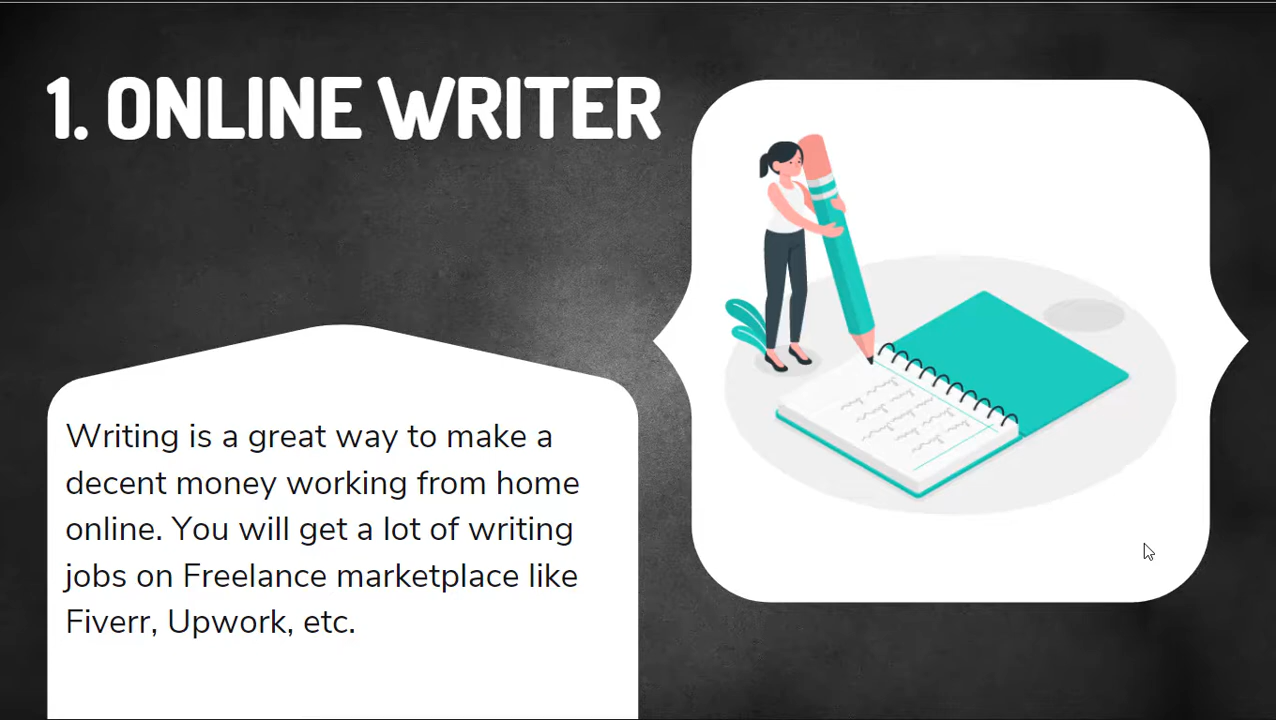 1. ONLINE WRITER
Writing is a great way to make a
decent money working from home
online. You will get a lot of writing
jobs on Freelance marketplace like
Fiverr, Upwork, etc.